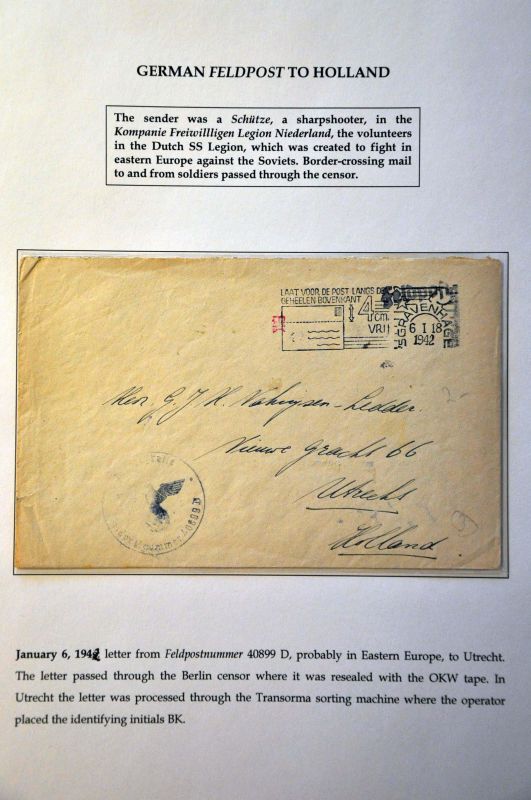 GERMAN FELDPOST TO HOLLAND
The sender was a Schütze, a sharpshooter, in the
Kompanie Freiwillligen Legion Niederland, the volunteers
in the Dutch SS Legion, which was created to fight in
eastern Europe against the Soviets. Border-crossing mail
to and from soldiers passed through the censor.
LAAT VOOR DE POST LANGS DE
GEHEELEN BOVENKANT 4
cm.
VRIJ
'S-GRAVENHAGE
6 I 18
1942
G. J. H.
Nieuwe Gracht 66
Utrecht
Holland
January 6, 1942 letter from Feldpostnummer 40899 D, probably in Eastern Europe, to Utrecht.
The letter passed through the Berlin censor where it was resealed with the OKW tape. In
Utrecht the letter was processed through the Transorma sorting machine where the operator
placed the identifying initials BK.